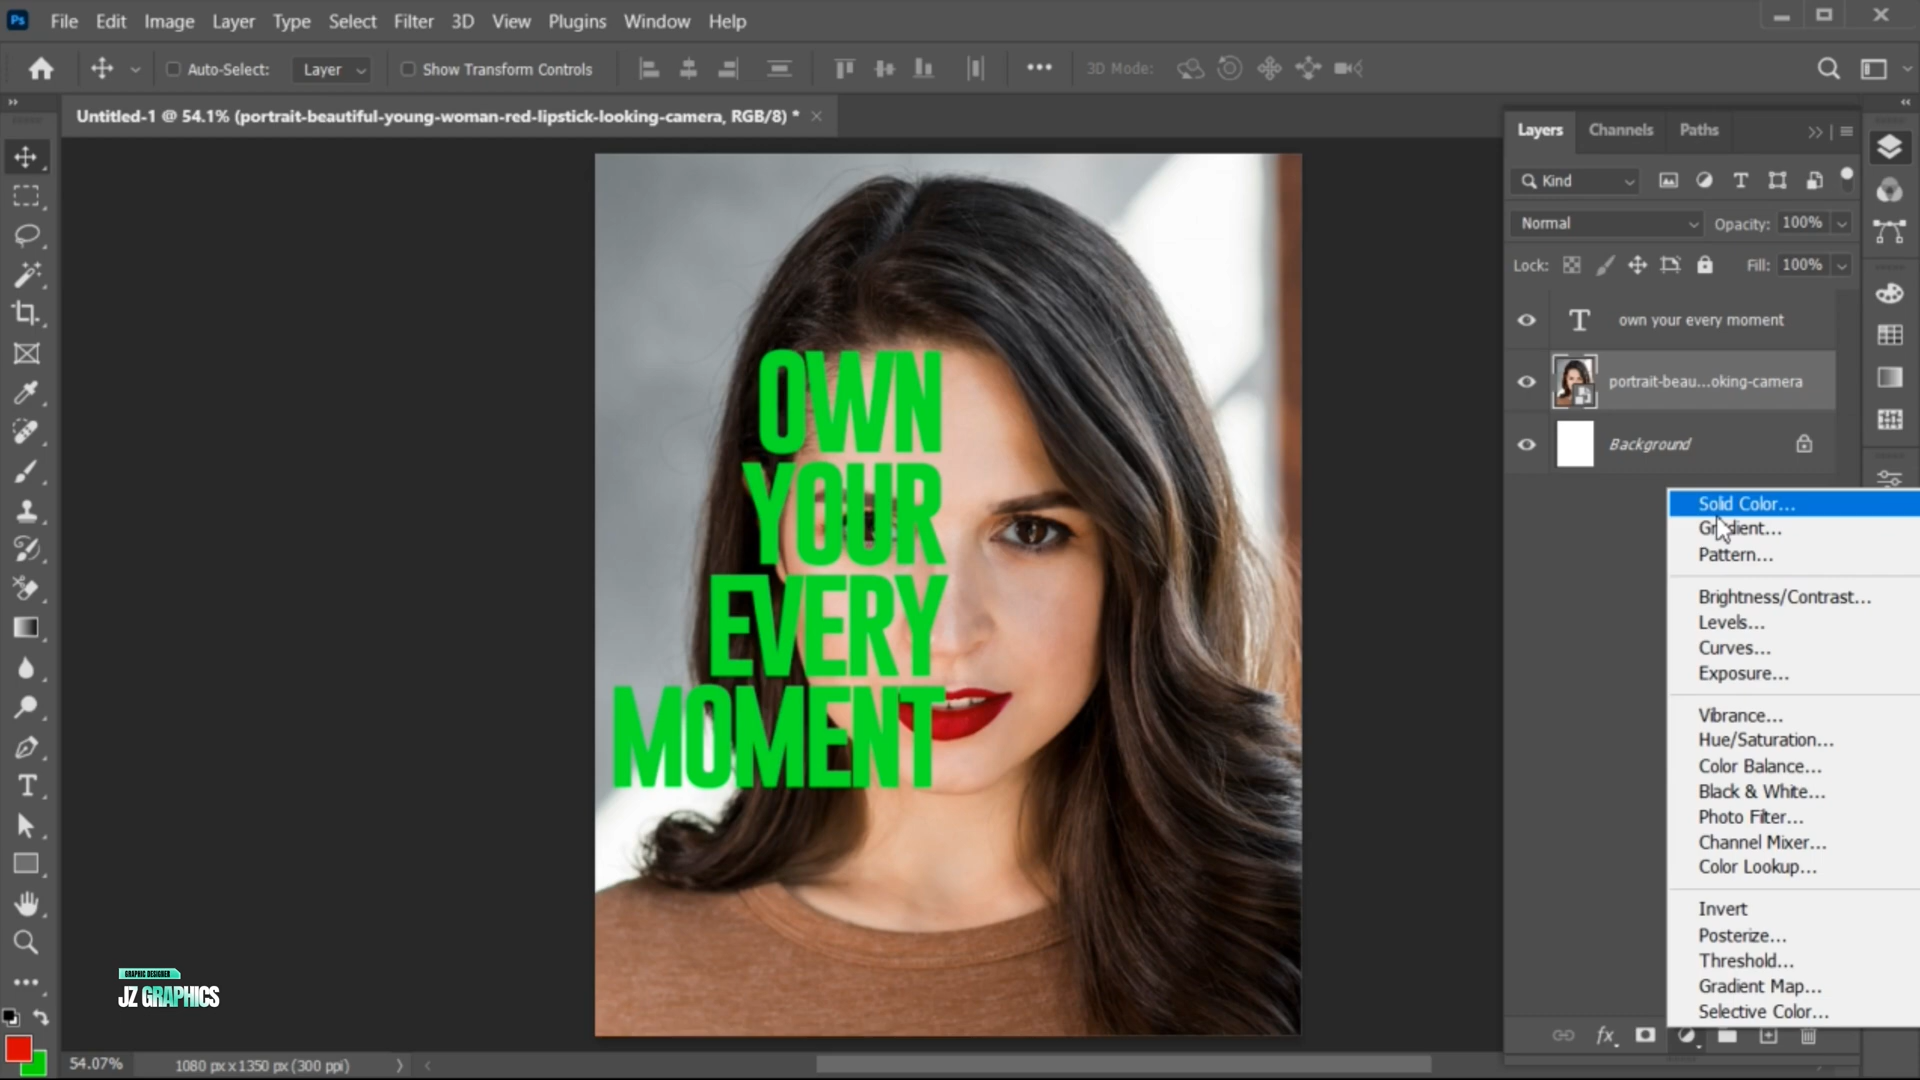 Ps File Edit Image Layer Type Select Filter 3D View Plugins Window Help
Auto-Select: Layer Show Transform Controls 3D Mode:
Untitled-1 @ 54.1% (portrait-beautiful-young-woman-red-lipstick-looking-camera, RGB/8) *
Layers Channels Paths
Kind
Normal Opacity: 100%
Lock: Fill: 100%
own your every moment
portrait-beau...oking-camera
Background
OWN
YOUR
EVERY
MOMENT
Solid Color...
Gradient...
Pattern...
Brightness/Contrast...
Levels...
Curves...
Exposure...
Vibrance...
Hue/Saturation...
Color Balance...
Black & White...
Photo Filter...
Channel Mixer...
Color Lookup...
Invert
Posterize...
Threshold...
Gradient Map...
Selective Color...
GRAPHIC DESIGNER
JZ GRAPHICS
54.07% 1080 px x 1350 px (300 ppi)